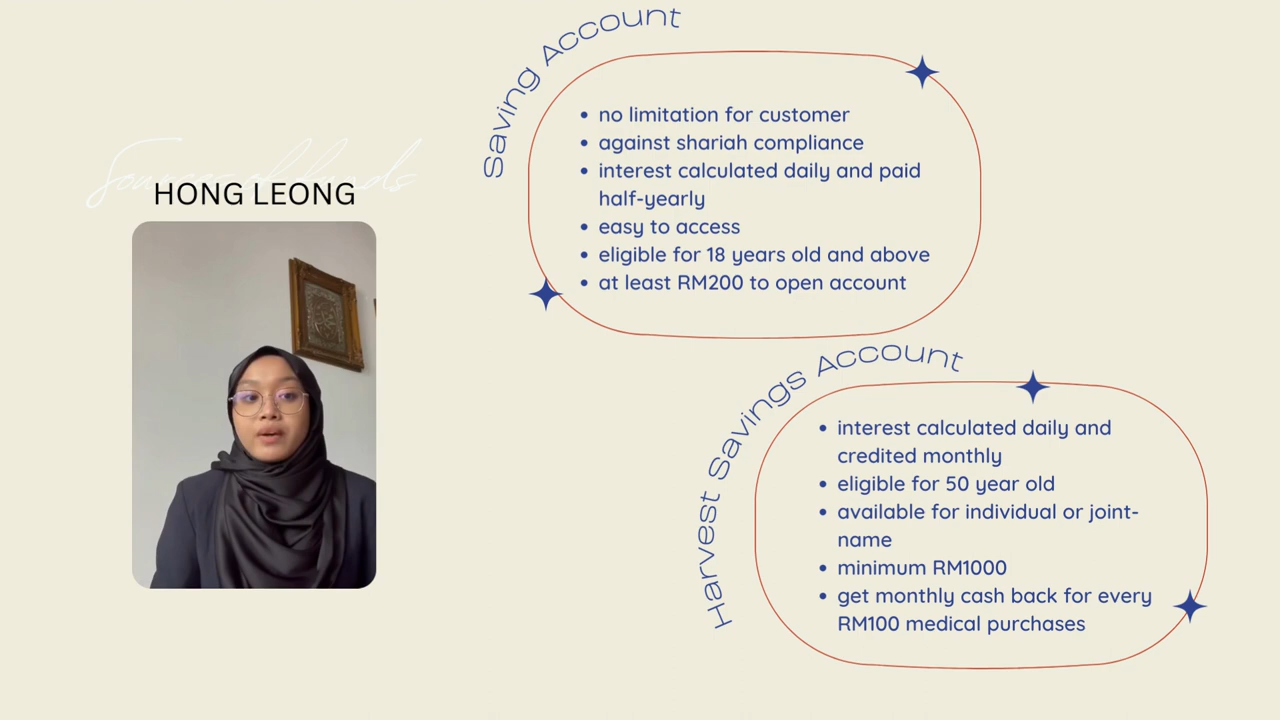 Sources of funds
HONG LEONG
Saving Account
• no limitation for customer
• against shariah compliance
• interest calculated daily and paid
half-yearly
• easy to access
• eligible for 18 years old and above
• at least RM200 to open account
Harvest Savings Account
• interest calculated daily and
credited monthly
• eligible for 50 year old
• available for individual or joint-
name
• minimum RM1000
• get monthly cash back for every
RM100 medical purchases